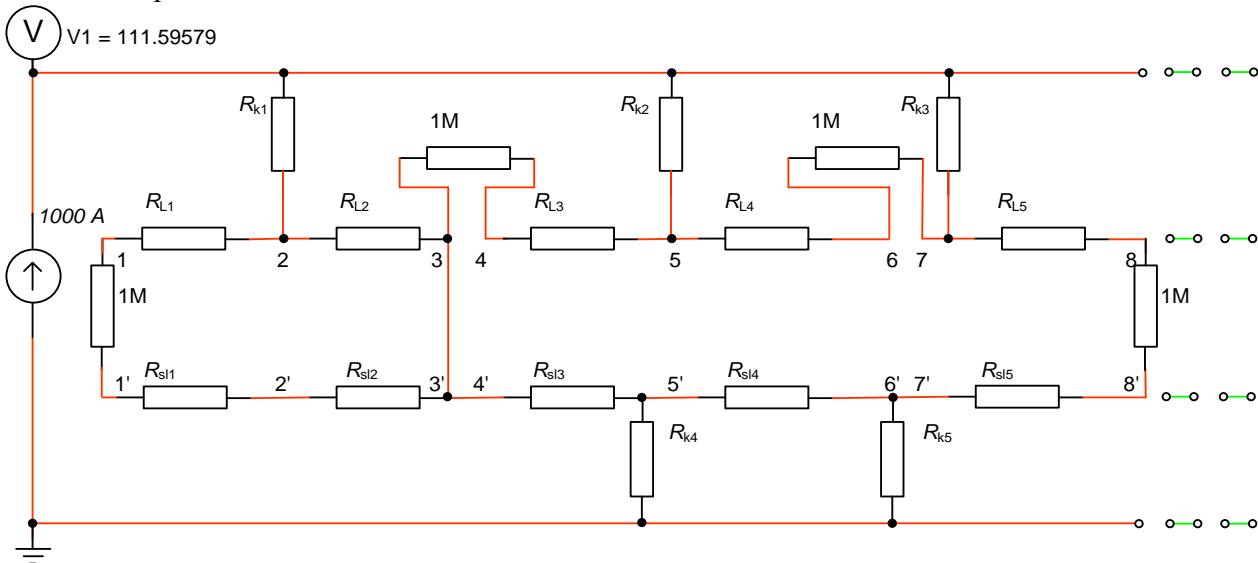 V
V1 = 111.59579
Rk1
Rk2
Rk3
1M
1M
RL1
RL2
RL3
RL4
RL5
1000 A
1
2
3
4
5
6
7
8
1M
1M
Rsl1
Rsl2
Rsl3
Rsl4
Rsl5
1'
2'
3'
4'
5'
6'
7'
8'
Rk4
Rk5